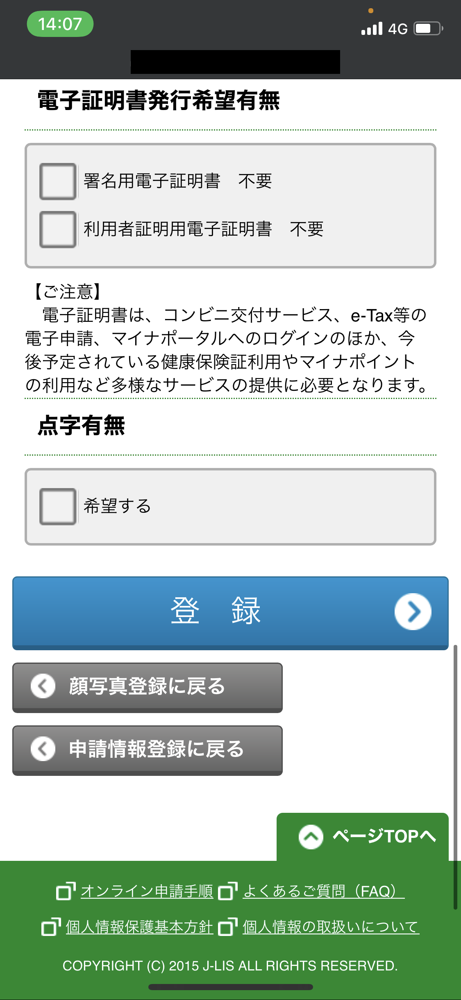 14:07
4G
電子証明書発行希望有無
署名用電子証明書　不要
利用者証明用電子証明書　不要
【ご注意】
　電子証明書は、コンビニ交付サービス、e-Tax等の
電子申請、マイナポータルへのログインのほか、今
後予定されている健康保険証利用やマイナポイント
の利用など多様なサービスの提供に必要となります。
点字有無
希望する
登　録
顔写真登録に戻る
申請情報登録に戻る
ページTOPへ
オンライン申請手順 よくあるご質問（FAQ）
個人情報保護基本方針 個人情報の取扱いについて
COPYRIGHT (C) 2015 J-LIS ALL RIGHTS RESERVED.